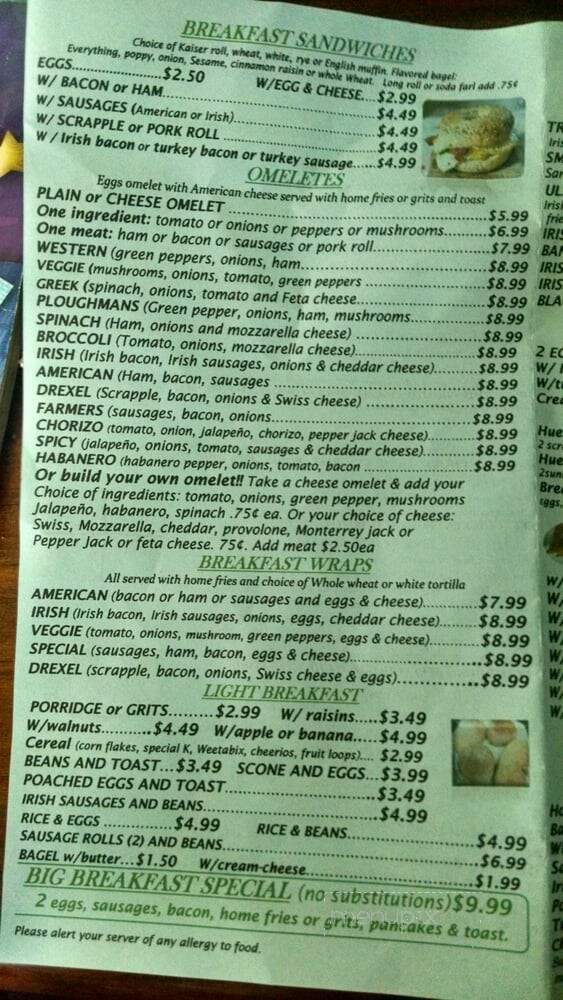 BREAKFAST SANDWICHES
Choice of Kaiser roll, wheat, white, rye or English muffin. Flavored bagel:
Everything, poppy, onion, Sesame, cinnamon raisin or whole Wheat. Long roll or soda farl add .75¢
EGGS.....................$2.50 W/EGG & CHEESE....$2.99
W/ BACON or HAM.................................................$4.49
W/ SAUSAGES (American or Irish)..................................$4.49
W/ SCRAPPLE or PORK ROLL ..................................$4.49
W / Irish bacon or turkey bacon or turkey sausage......$4.99
OMELETES
Eggs omelet with American cheese served with home fries or grits and toast
PLAIN or CHEESE OMELET ..................................................$5.99
One ingredient: tomato or onions or peppers or mushrooms.........$6.99
One meat: ham or bacon or sausages or pork roll......................$7.99
WESTERN (green peppers, onions, ham....................................$8.99
VEGGIE (mushrooms, onions, tomato, green peppers .......................$8.99
GREEK (spinach, onions, tomato and Feta cheese..........................$8.99
PLOUGHMANS (Green pepper, onions, ham, mushrooms...............$8.99
SPINACH (Ham, onions and mozzarella cheese) ..........................$8.99
BROCCOLI (Tomato, onions, mozzarella cheese)........................$8.99
IRISH (Irish bacon, Irish sausages, onions & cheddar cheese)........$8.99
AMERICAN (Ham, bacon, sausages ........................................$8.99
DREXEL (Scrapple, bacon, onions & Swiss cheese) ....................$8.99
FARMERS (sausages, bacon, onions........................................$8.99
CHORIZO (tomato, onion, jalapeño, chorizo, pepper jack cheese)..........$8.99
SPICY (jalapeño, onions, tomato, sausages & cheddar cheese)...........$8.99
HABANERO (habanero pepper, onions, tomato, bacon .....................$8.99
Or build your own omelet!! Take a cheese omelet & add your
Choice of ingredients: tomato, onions, green pepper, mushrooms
Jalapeño, habanero, spinach .75¢ ea. Or your choice of cheese:
Swiss, Mozzarella, cheddar, provolone, Monterrey jack or
Pepper Jack or feta cheese. 75¢. Add meat $2.50ea
BREAKFAST WRAPS
All served with home fries and choice of Whole wheat or white tortilla
AMERICAN (bacon or ham or sausages and eggs & cheese)............$7.99
IRISH (Irish bacon, Irish sausages, onions, eggs, cheddar cheese).........$8.99
VEGGIE (tomato, onions, mushroom, green peppers, eggs & cheese)..........$8.99
SPECIAL (sausages, ham, bacon, eggs & cheese)..........................$8.99
DREXEL (scrapple, bacon, onions, Swiss cheese & eggs)................$8.99
LIGHT BREAKFAST
PORRIDGE or GRITS.........$2.99 W/ raisins.....$3.49
W/walnuts...........$4.49 W/apple or banana.....$4.99
Cereal (corn flakes, special K, Weetabix, cheerios, fruit loops).... $2.99
BEANS AND TOAST...$3.49 SCONE AND EGGS...$3.99
POACHED EGGS AND TOAST..............................$3.49
IRISH SAUSAGES AND BEANS..................................$4.99
RICE & EGGS ...............$4.99 RICE & BEANS.........................$4.99
SAUSAGE ROLLS (2) AND BEANS.............................................$6.99
BAGEL w/butter...$1.50 W/cream-cheese...............................$1.99
BIG BREAKFAST SPECIAL (no substitutions)$9.99
2 eggs, sausages, bacon, home fries or grits, pancakes & toast.
Please alert your server of any allergy to food.